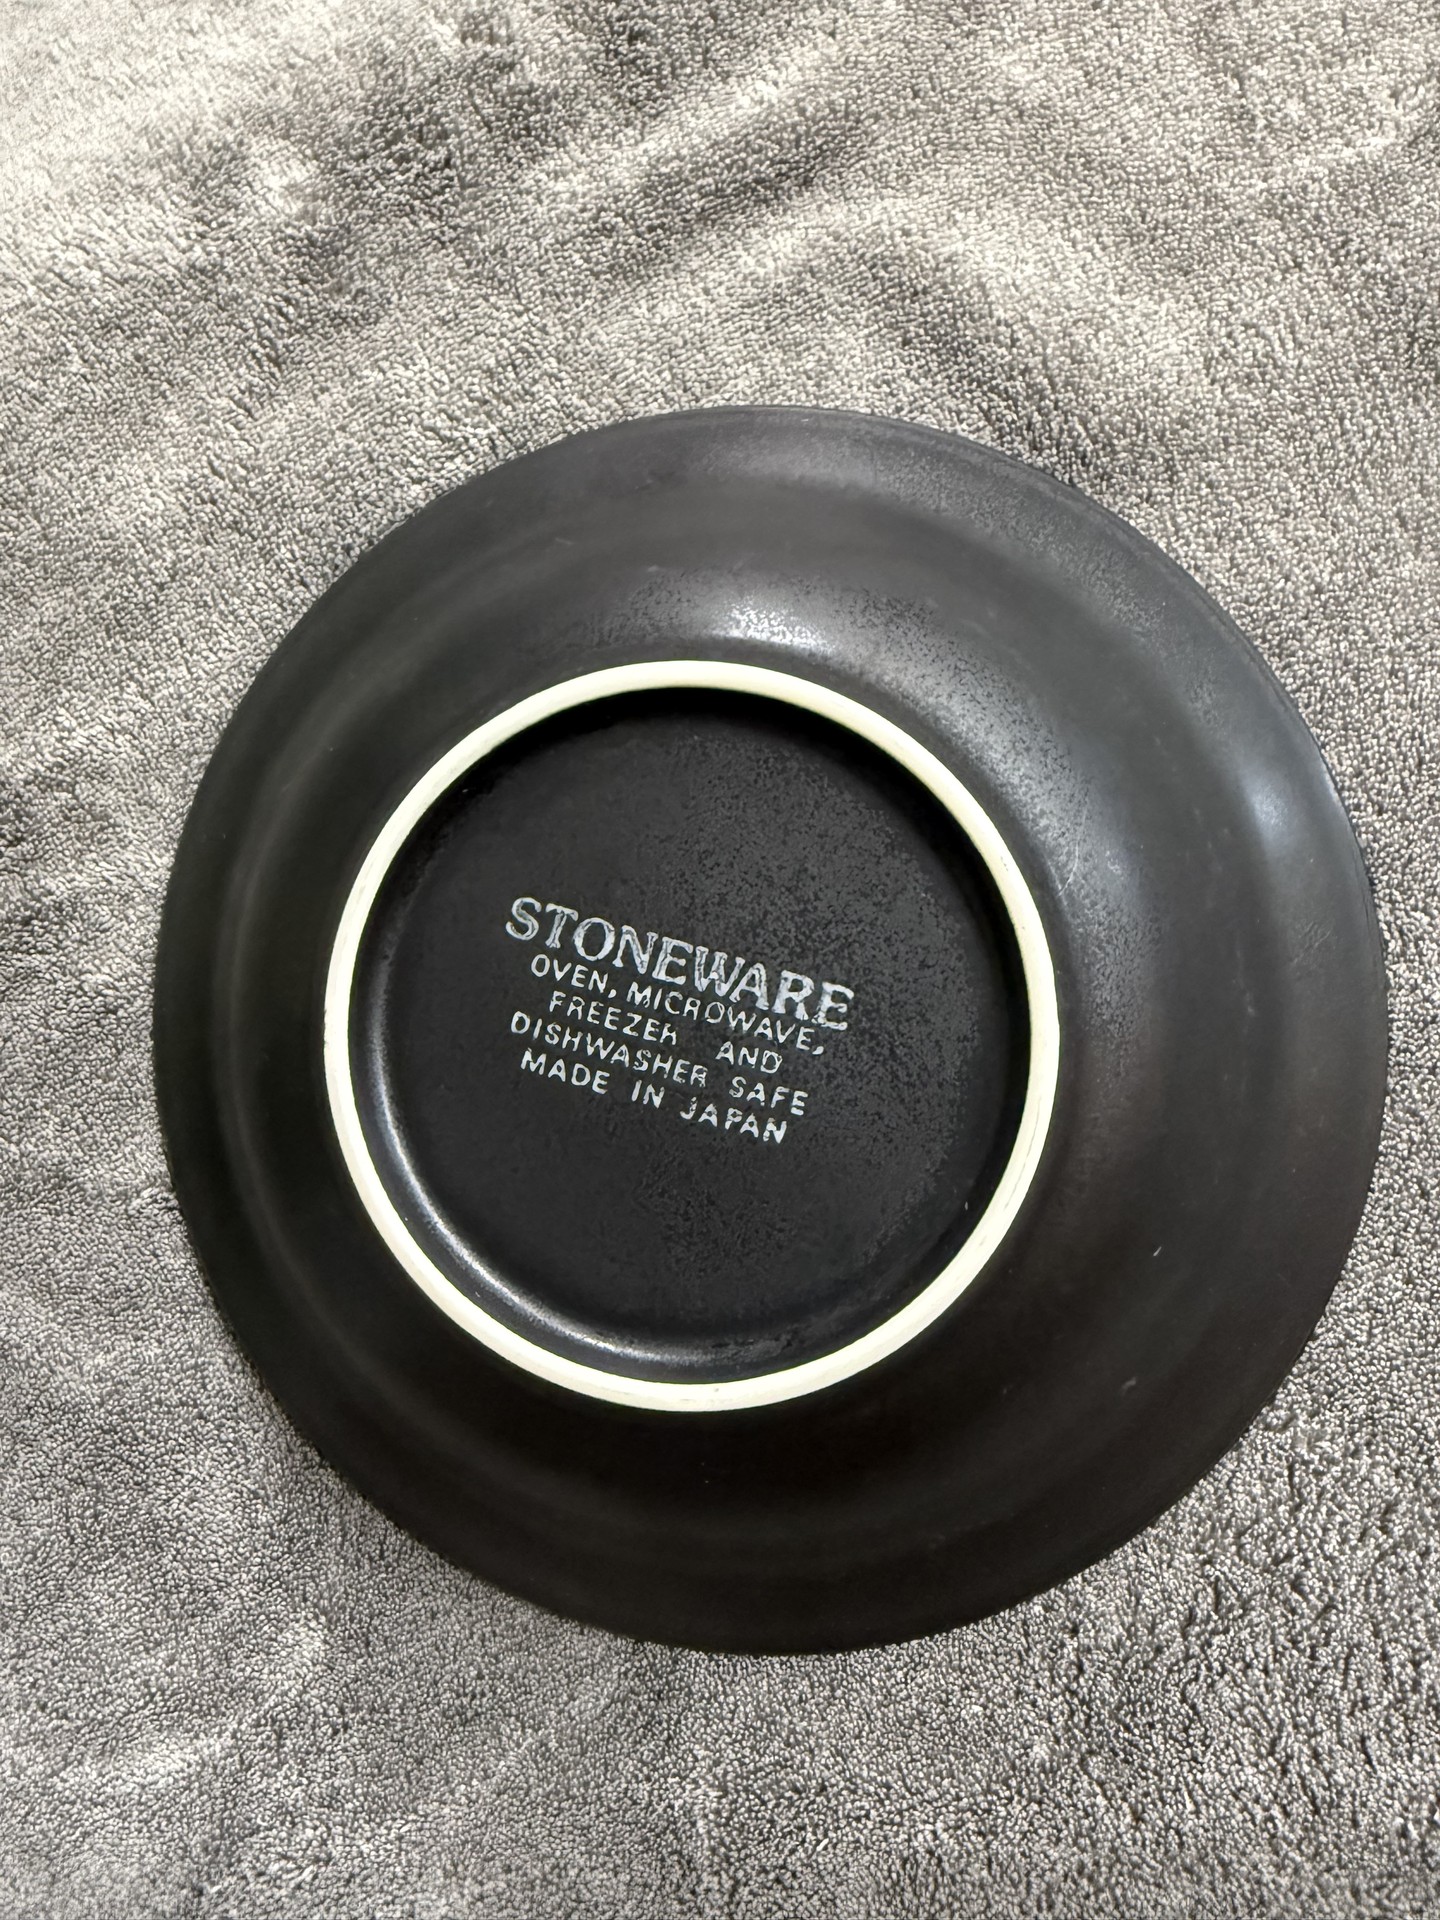 STONEWARE
OVEN, MICROWAVE,
FREEZER AND
DISHWASHER SAFE
MADE IN JAPAN